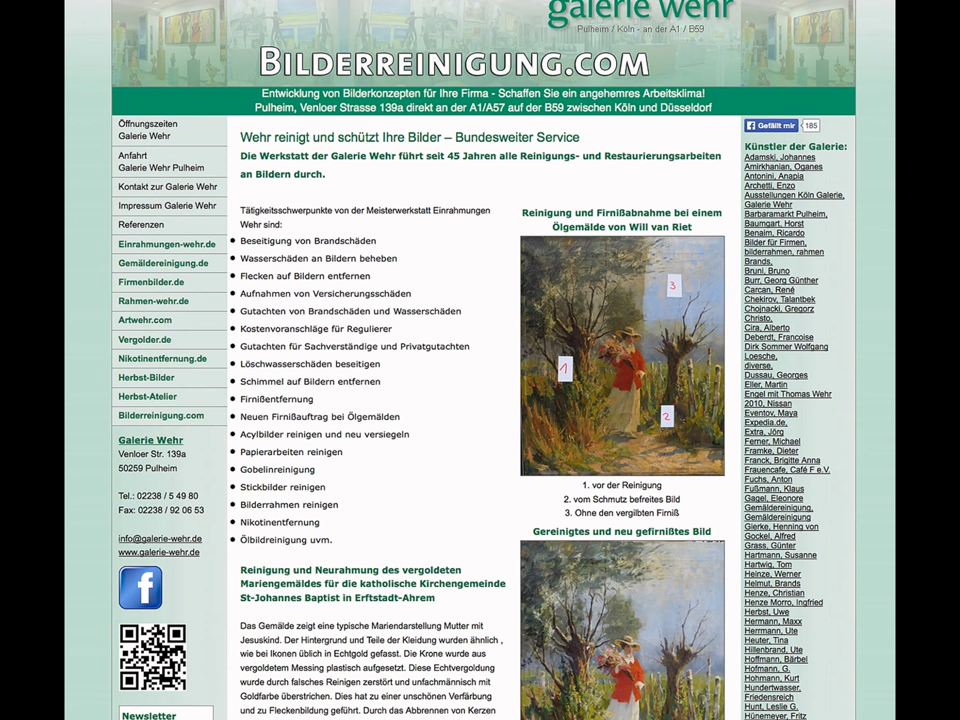 galerie wehr
Pulheim / Köln - an der A1 / B59
BILDERREINIGUNG.COM
Entwicklung von Bilderkonzepten für Ihre Firma - Schaffen Sie ein angehmres Arbeitsklima!
Pulheim, Venloer Strasse 139a direkt an der A1/A57 auf der B59 zwischen Köln und Düsseldorf
Öffnungszeiten
Galerie Wehr
Anfahrt
Galerie Wehr Pulheim
Kontakt zur Galerie Wehr
Impressum Galerie Wehr
Referenzen
Einrahmungen-wehr.de
Gemäldereinigung.de
Firmenbilder.de
Rahmen-wehr.de
Artwehr.com
Vergolder.de
Nikotinentfernung.de
Herbst-Bilder
Herbst-Atelier
Bilderreinigung.com
Galerie Wehr
Venloer Str. 139a
50259 Pulheim
Tel.: 02238 / 5 49 80
Fax: 02238 / 92 06 53
info@galerie-wehr.de
www.galerie-wehr.de
f
Newsletter
Wehr reinigt und schützt Ihre Bilder – Bundesweiter Service
Die Werkstatt der Galerie Wehr führt seit 45 Jahren alle Reinigungs- und Restaurierungsarbeiten
an Bildern durch.
Tätigkeitsschwerpunkte von der Meisterwerkstatt Einrahmungen
Wehr sind:
• Beseitigung von Brandschäden
• Wasserschäden an Bildern beheben
• Flecken auf Bildern entfernen
• Aufnahmen von Versicherungsschäden
• Gutachten von Brandschäden und Wasserschäden
• Kostenvoranschläge für Regulierer
• Gutachten für Sachverständige und Privatgutachten
• Löschwasserschäden beseitigen
• Schimmel auf Bildern entfernen
• Firnißentfernung
• Neuen Firnißauftrag bei Ölgemälden
• Acylbilder reinigen und neu versiegeln
• Papierarbeiten reinigen
• Gobelinreinigung
• Stickbilder reinigen
• Bilderrahmen reinigen
• Nikotinentfernung
• Ölbildreinigung uvm.
Reinigung und Neurahmung des vergoldeten
Mariengemäldes für die katholische Kirchengemeinde
St-Johannes Baptist in Erftstadt-Ahrem
Das Gemälde zeigt eine typische Mariendarstellung Mutter mit
Jesuskind. Der Hintergrund und Teile der Kleidung wurden ähnlich ,
wie bei Ikonen üblich in Echtgold gefasst. Die Krone wurde aus
vergoldetem Messing plastisch aufgesetzt. Diese Echtvergoldung
wurde durch falsches Reinigen zerstört und unfachmännisch mit
Goldfarbe überstrichen. Dies hat zu einer unschönen Verfärbung
und zu Fleckenbildung geführt. Durch das Abbrennen von Kerzen
Reinigung und Firnißabnahme bei einem
Ölgemälde von Will van Riet
3
1
2
1. vor der Reinigung
2. vom Schmutz befreites Bild
3. Ohne den vergilbten Firniß
Gereinigtes und neu gefirnißtes Bild
Gefällt mir 185
Künstler der Galerie:
Adamski, Johannes
Amirkhanian, Oganes
Antonini, Anapia
Archetti, Enzo
Ausstellungen Köln Galerie,
Galerie Wehr
Barbaramarkt Pulheim,
Baumgart, Horst
Benaim, Ricardo
Bilder für Firmen,
bilderrahmen, rahmen
Brands,
Bruni, Bruno
Burr, Georg Günther
Carcan, René
Chekirov, Talantbek
Chojnacki, Gregorz
Christo,
Cira, Alberto
Deberdt, Francoise
Dirk Sommer Wolfgang
Loesche,
diverse,
Dussau, Georges
Eller, Martin
Engel mit Thomas Wehr
2010, Nissan
Eventov, Maya
Expedia.de,
Extra, Jörg
Ferner, Michael
Framke, Dieter
Franck, Brigitte Anna
Frauencafe, Café F e.V.
Fuchs, Anton
Fußmann, Klaus
Gagel, Eleonore
Gemäldereinigung,
Gemäldereinigung
Gierke, Henning von
Gockel, Alfred
Grass, Günter
Hartmann, Susanne
Hartwig, Tom
Heinze, Werner
Helmut, Brands
Henze, Christian
Henze Morro, Ingfried
Herbst, Uwe
Hermann, Maxx
Herrmann, Ute
Heuter, Tina
Hillenbrand, Ute
Hoffmann, Bärbel
Hofmann, G.
Hohmann, Kurt
Hundertwasser,
Friedensreich
Hunt, Leslie G.
Hünemeyer, Fritz